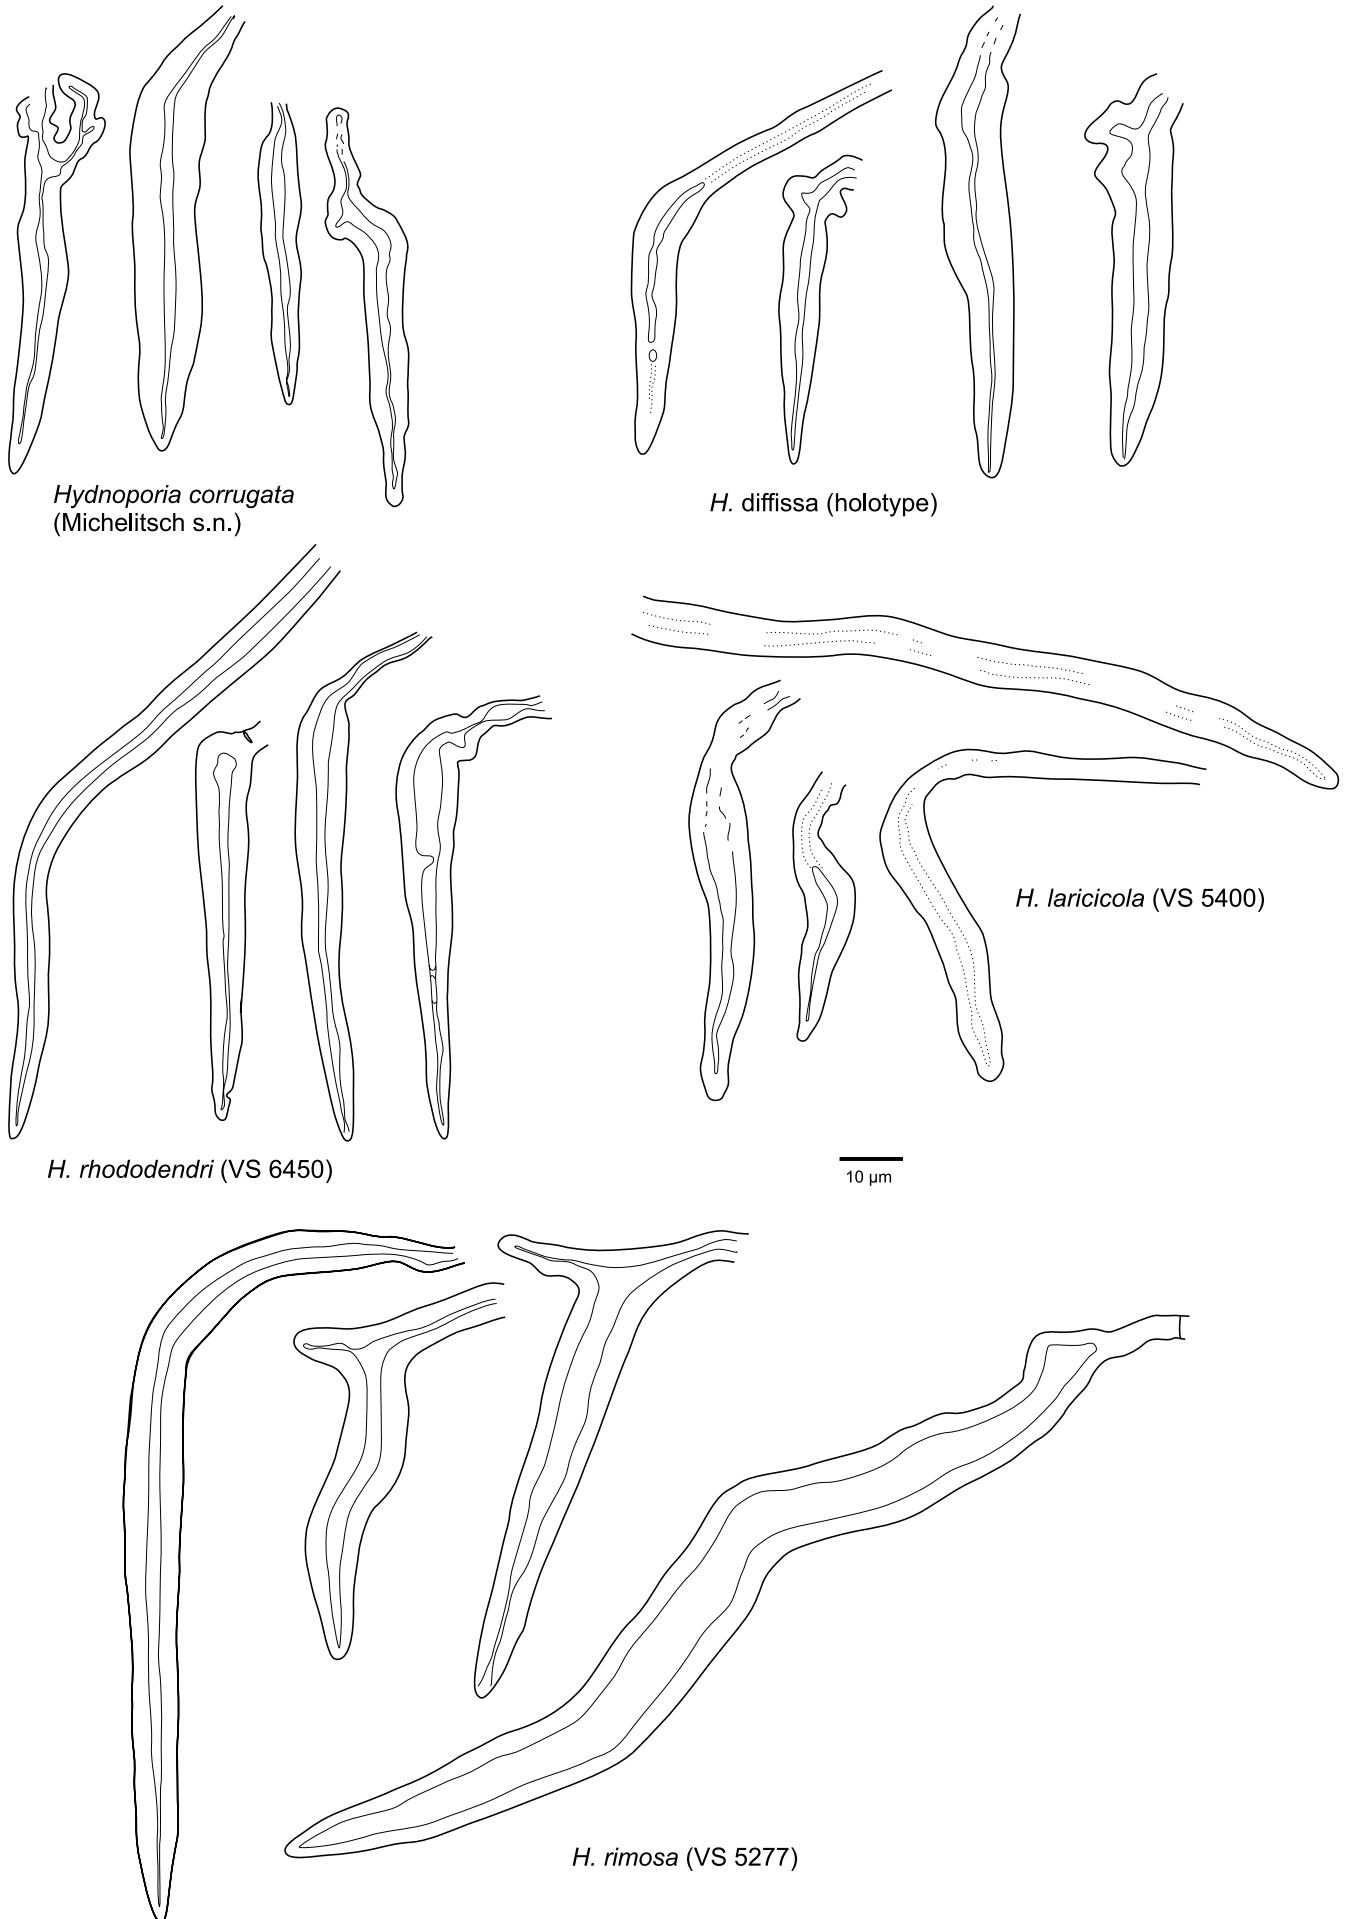 Hydnoporia corrugata
(Michelitsch s.n.)
H. diffissa (holotype)
H. laricicola (VS 5400)
H. rhododendri (VS 6450)
10 µm
H. rimosa (VS 5277)